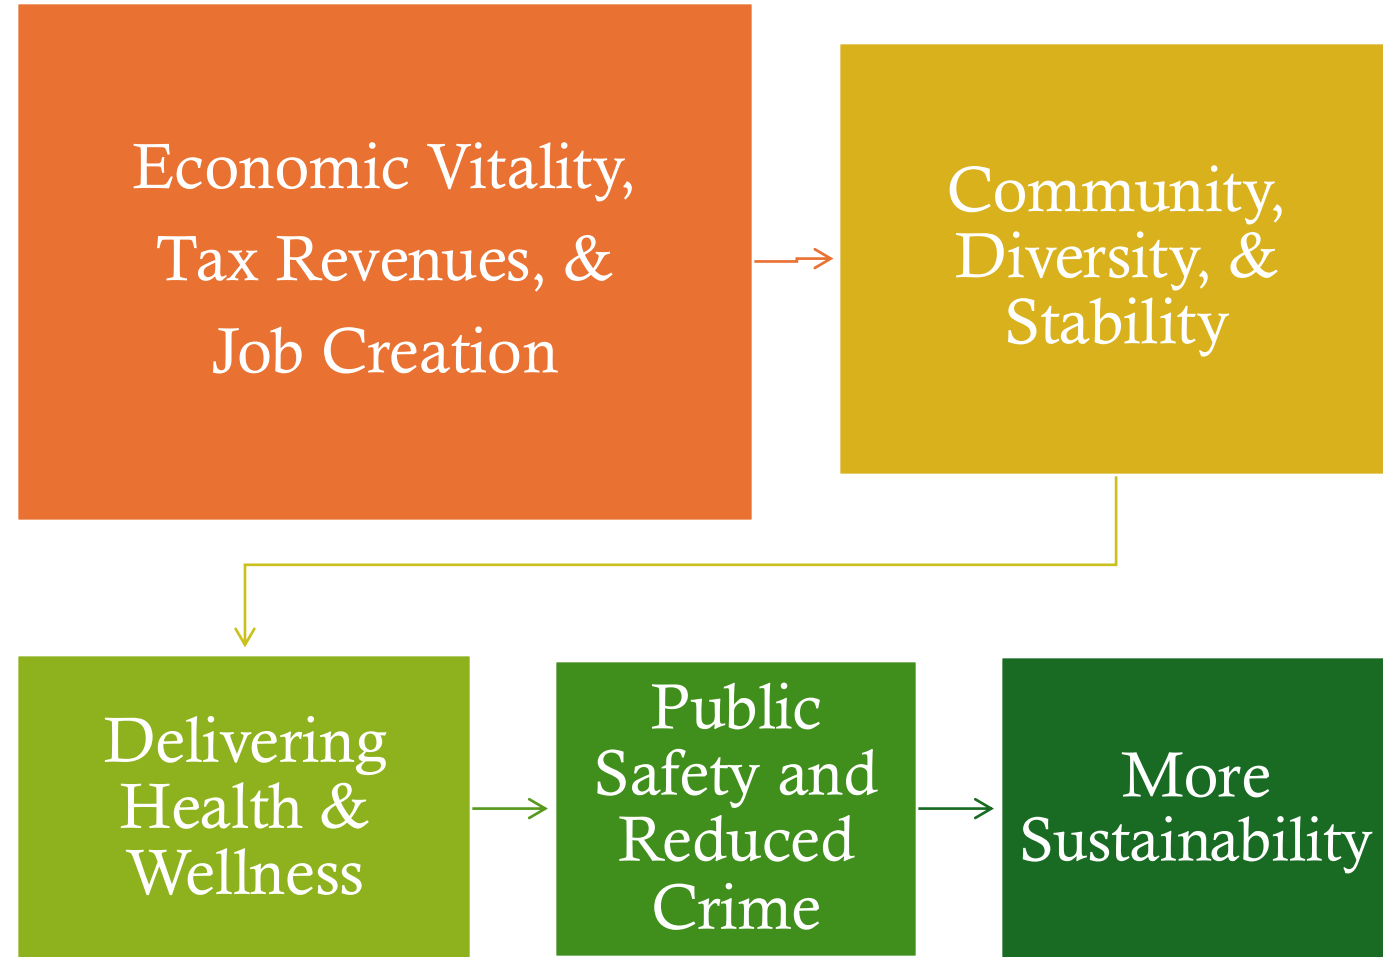 Economic Vitality,
Tax Revenues, &
Job Creation
Community,
Diversity, &
Stability
Delivering
Health &
Wellness
Public
Safety and
Reduced
Crime
More
Sustainability